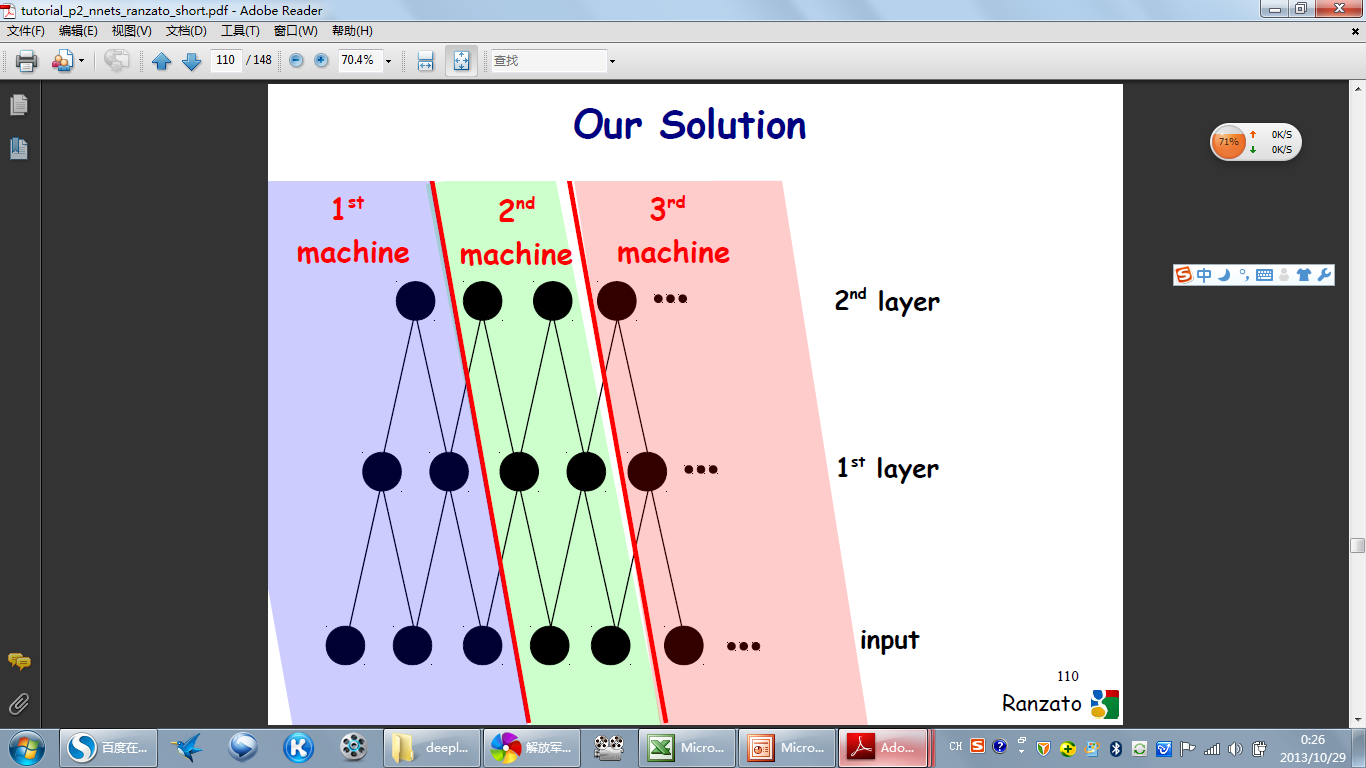 tutorial_p2_nnets_ranzato_short.pdf - Adobe Reader
文件(F) 编辑(E) 视图(V) 文档(D) 工具(T) 窗口(W) 帮助(H)
110 / 148 70.4% 查找
Our Solution
71% 0K/S
0K/S
1st machine
2nd machine
3rd machine
中
2nd layer
1st layer
input
110
Ranzato
百度在... deepl... 解放军... Micro... Micro... Ado... CH
0:26
2013/10/29